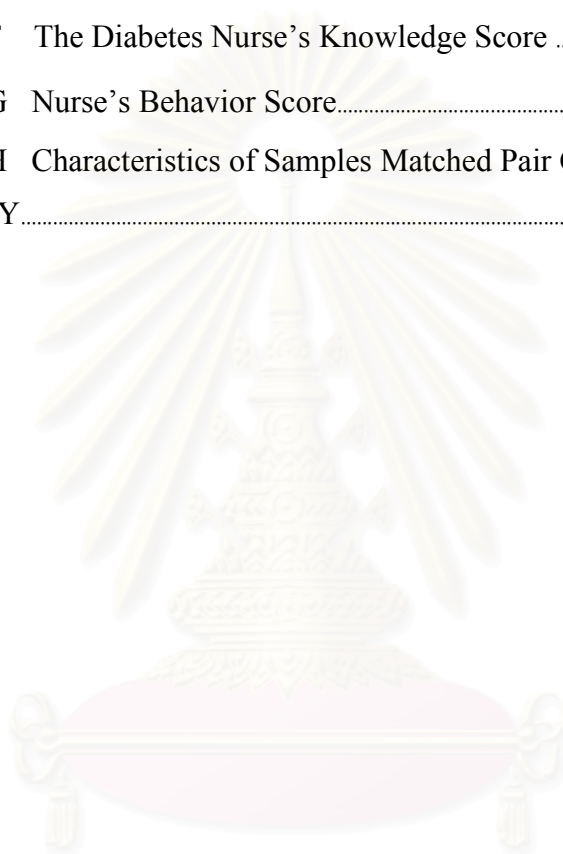 The Diabetes Nurse’s Knowledge Score ..
G Nurse’s Behavior Score..........................................
H Characteristics of Samples Matched Pair
Y....................................................................................